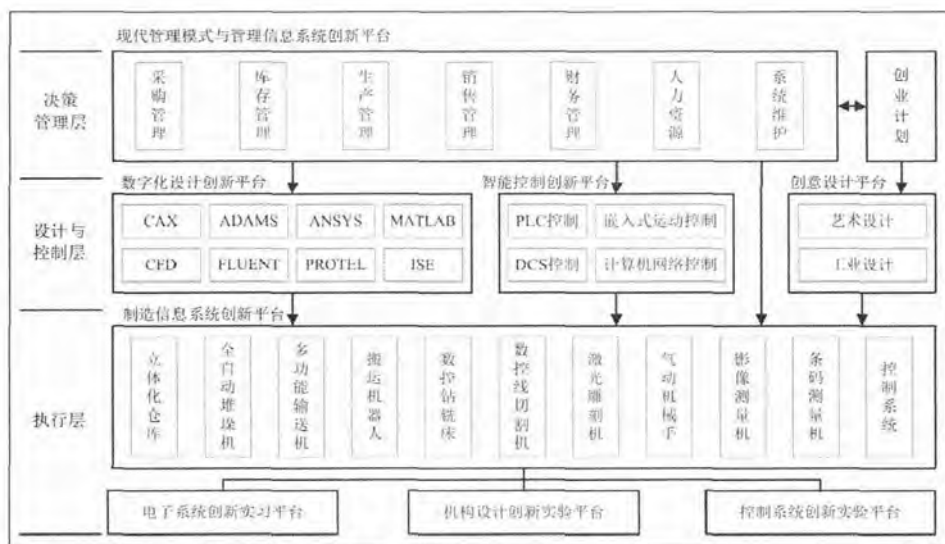 现代管理模式与管理信息系统创新平台
决策
管理层
采购管理
库存管理
生产管理
销售管理
财务管理
人力资源
系统维护
创业计划
数字化设计创新平台
智能控制创新平台
创意设计平台
设计与
控制层
CAX
ADAMS
ANSYS
MATLAB
CFD
FLUENT
PROTEL
ISE
PLC控制
嵌入式运动控制
DCS控制
计算机网络控制
艺术设计
工业设计
制造信息系统创新平台
执行层
立体化仓库
全自动堆垛机
多功能输送机
搬运机器人
数控钻铣床
数控线切割机
激光雕刻机
气动机械手
影像测量机
条码测量机
控制系统
电子系统创新实习平台
机构设计创新实验平台
控制系统创新实验平台